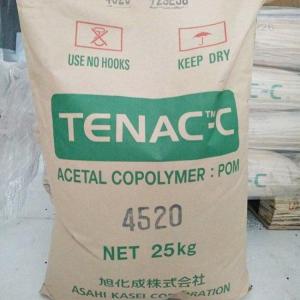 4520
USE NO HOOKS
KEEP DRY
TENAC™-C
ACETAL COPOLYMER : POM
4520
NET 25kg
旭化成株式会社
ASAHI KASEI CORPORATION